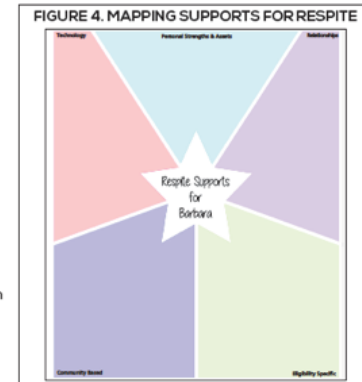 FIGURE 4. MAPPING SUPPORTS FOR RESPITE
Technology
Personal Strengths & Assets
Relationships
Respite Supports
for
Barbara
n
Community Based
Eligibility Specific